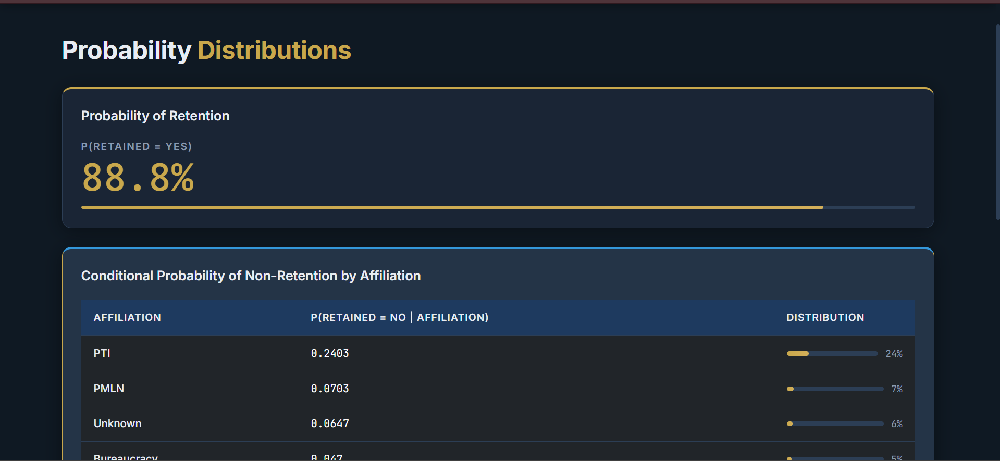 Probability Distributions
Probability of Retention
P(RETAINED = YES)
88.8%
Conditional Probability of Non-Retention by Affiliation
AFFILIATION P(RETAINED = NO | AFFILIATION) DISTRIBUTION
PTI 0.2403 24%
PMLN 0.0703 7%
Unknown 0.0647 6%
Bureaucracy 0.047 5%